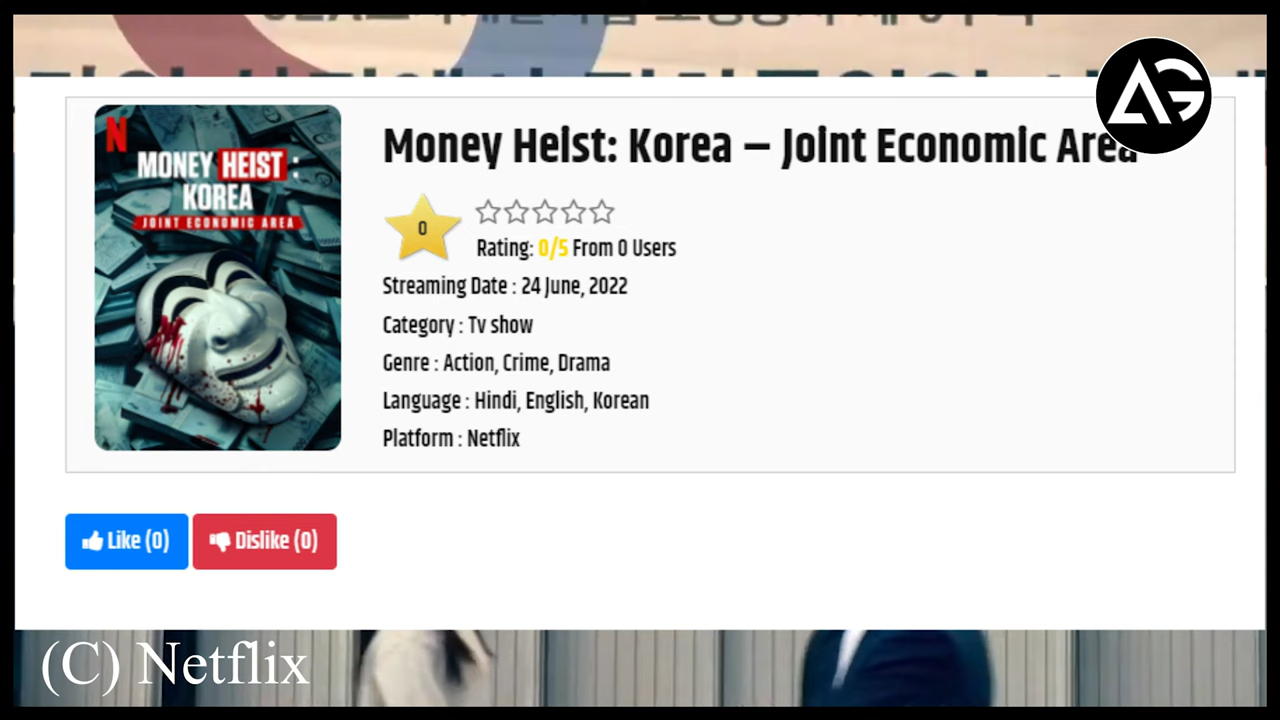 AG
N
MONEY HEIST :
KOREA
JOINT ECONOMIC AREA
Money Heist: Korea – Joint Economic Area
0
Rating: 0/5 From 0 Users
Streaming Date : 24 June, 2022
Category : Tv show
Genre : Action, Crime, Drama
Language : Hindi, English, Korean
Platform : Netflix
Like (0) Dislike (0)
(C) Netflix